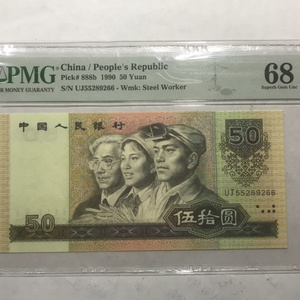 PMG
China / People's Republic
Pick# 888b 1990 50 Yuan
S/N UJ55289266 - Wmk: Steel Worker
68
Superb Gem Unc
中国人民银行
50
UJ55289266
50
伍拾圆